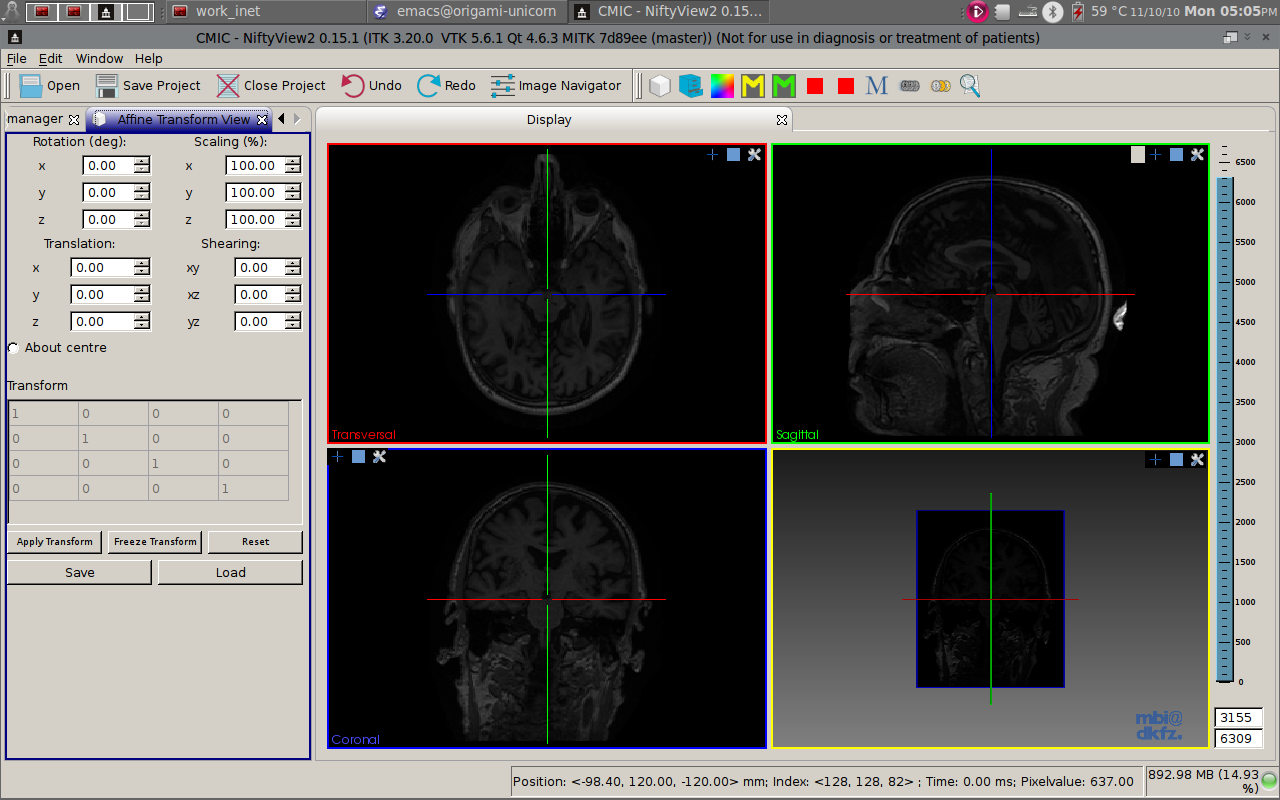 work_inet
emacs@origami-unicorn
CMIC - NiftyView2 0.15...
59 °C 11/10/10 Mon 05:05PM
CMIC - NiftyView2 0.15.1 (ITK 3.20.0 VTK 5.6.1 Qt 4.6.3 MITK 7d89ee (master)) (Not for use in diagnosis or treatment of patients)
File Edit Window Help
Open Save Project Close Project Undo Redo Image Navigator M M M
manager Affine Transform View
Display
Rotation (deg): Scaling (%):
x 0.00 x 100.00
y 0.00 y 100.00
z 0.00 z 100.00
Translation: Shearing:
x 0.00 xy 0.00
y 0.00 xz 0.00
z 0.00 yz 0.00
About centre
Transform
1 0 0 0
0 1 0 0
0 0 1 0
0 0 0 1
Apply Transform Freeze Transform Reset
Save Load
Transversal
Sagittal
Coronal
mbi@
dkfz.
6500
6000
5500
5000
4500
4000
3500
3000
2500
2000
1500
1000
500
0
3155
6309
Position: <-98.40, 120.00, -120.00> mm; Index: <128, 128, 82> ; Time: 0.00 ms; Pixelvalue: 637.00
892.98 MB (14.93
%)